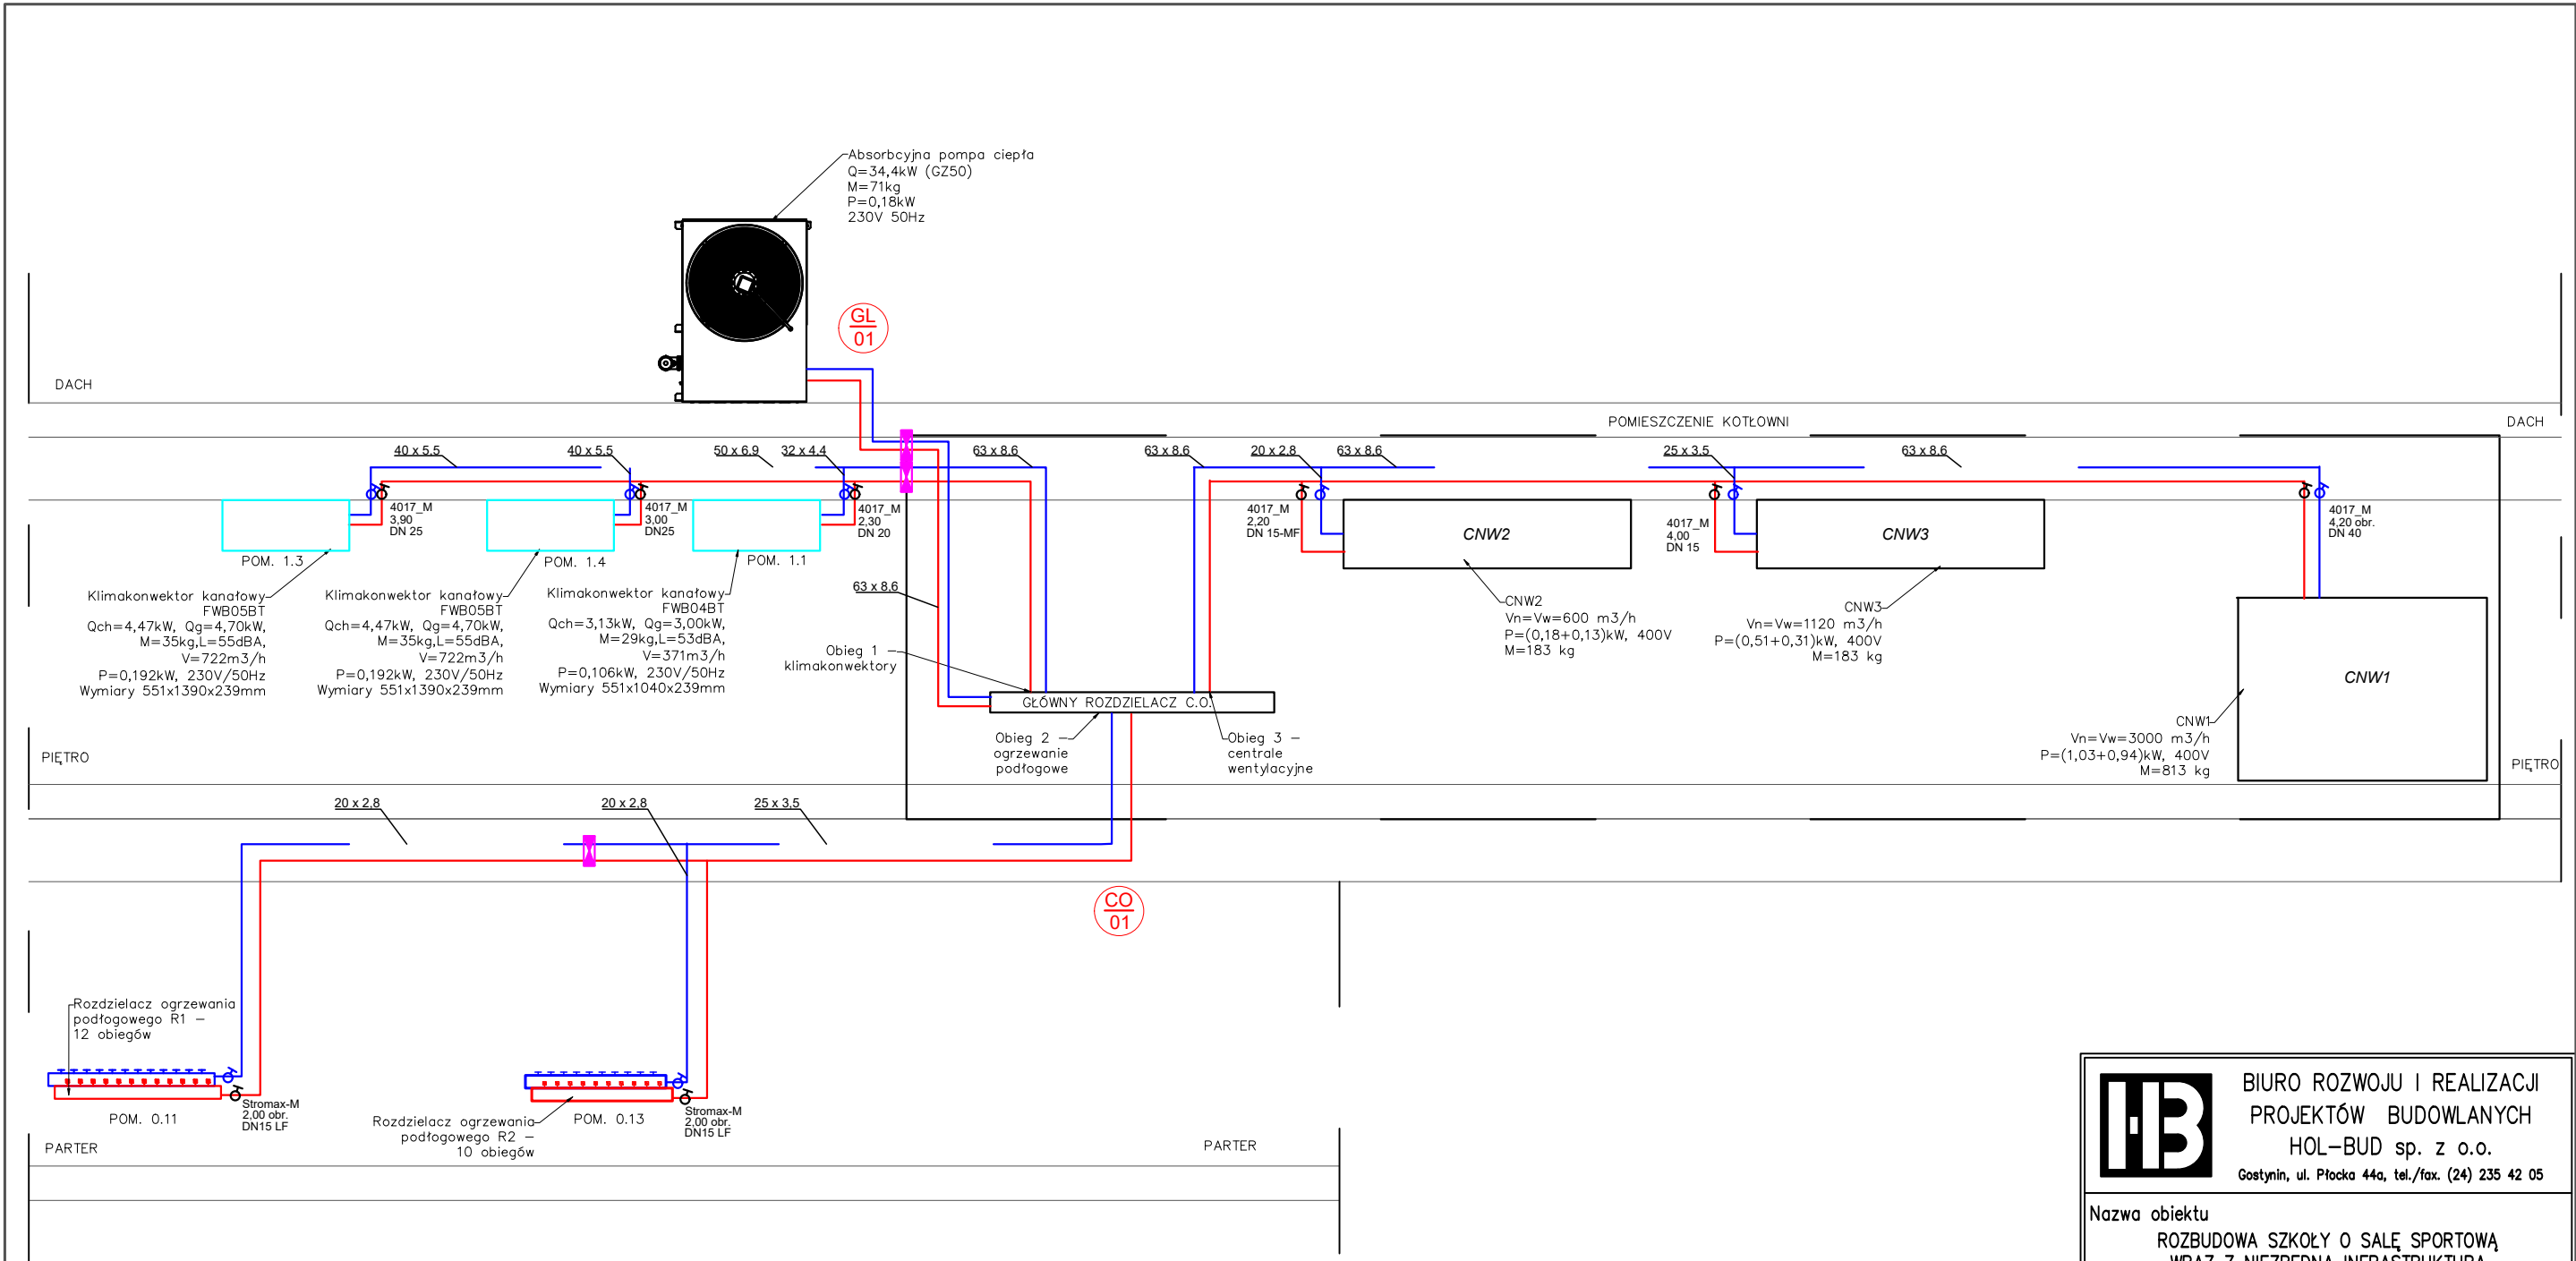 Absorbcyjna pompa ciepła
Q=34,4kW (GZ50)
M=71kg
P=0,18kW
230V 50Hz
GL
01
DACH
POMIESZCZENIE KOTŁOWNI
DACH
40 x 5.5
40 x 5.5
50 x 6.9
32 x 4.4
63 x 8.6
63 x 8.6
20 x 2.8
63 x 8.6
25 x 3.5
63 x 8.6
4017_M
3,90
DN 25
4017_M
3,00
DN25
4017_M
2,30
DN 20
4017_M
2,20
DN 15-MF
4017_M
4,00
DN 15
4017_M
4,20 obr.
DN 40
CNW2
CNW3
CNW1
POM. 1.3
POM. 1.4
POM. 1.1
Klimakonwektor kanałowy
FWB05BT
Qch=4,47kW, Qg=4,70kW,
M=35kg,L=55dBA,
V=722m3/h
P=0,192kW, 230V/50Hz
Wymiary 551x1390x239mm
Klimakonwektor kanałowy
FWB05BT
Qch=4,47kW, Qg=4,70kW,
M=35kg,L=55dBA,
V=722m3/h
P=0,192kW, 230V/50Hz
Wymiary 551x1390x239mm
Klimakonwektor kanałowy
FWB04BT
Qch=3,13kW, Qg=3,00kW,
M=29kg,L=53dBA,
V=371m3/h
P=0,106kW, 230V/50Hz
Wymiary 551x1040x239mm
63 x 8.6
Obieg 1 –
klimakonwektory
CNW2
Vn=Vw=600 m3/h
P=(0,18+0,13)kW, 400V
M=183 kg
CNW3
Vn=Vw=1120 m3/h
P=(0,51+0,31)kW, 400V
M=183 kg
GŁÓWNY ROZDZIELACZ C.O.
Obieg 2 –
ogrzewanie
podłogowe
Obieg 3 –
centrale
wentylacyjne
CNW1
Vn=Vw=3000 m3/h
P=(1,03+0,94)kW, 400V
M=813 kg
PIĘTRO
PIĘTRO
20 x 2.8
20 x 2.8
25 x 3.5
CO
01
Rozdzielacz ogrzewania
podłogowego R1 –
12 obiegów
Stromax-M
2,00 obr.
DN15 LF
POM. 0.11
Rozdzielacz ogrzewania
podłogowego R2 –
10 obiegów
POM. 0.13
Stromax-M
2,00 obr.
DN15 LF
PARTER
PARTER
HB
BIURO ROZWOJU I REALIZACJI
PROJEKTÓW BUDOWLANYCH
HOL–BUD sp. z o.o.
Gostynin, ul. Płocka 44a, tel./fax. (24) 235 42 05
Nazwa obiektu
ROZBUDOWA SZKOŁY O SALĘ SPORTOWĄ
WRAZ Z NIEZBĘDNĄ INFRASTRUKTURĄ